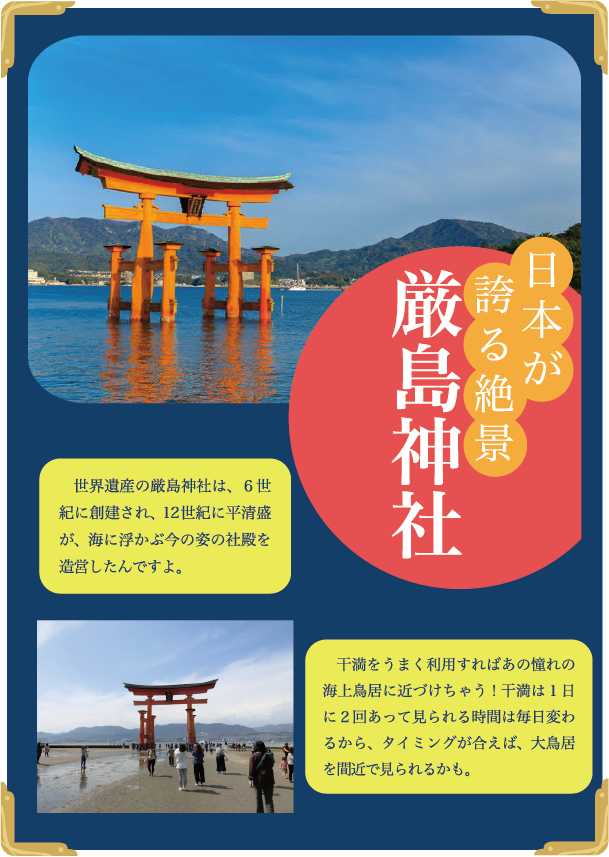 日本が
誇る絶景
厳島神社
世界遺産の厳島神社は、6世
紀に創建され、12世紀に平清盛
が、海に浮かぶ今の姿の社殿を
造営したんですよ。
干満をうまく利用すればあの憧れの
海上鳥居に近づけちゃう！干満は1日
に2回あって見られる時間は毎日変わ
るから、タイミングが合えば、大鳥居
を間近で見られるかも。